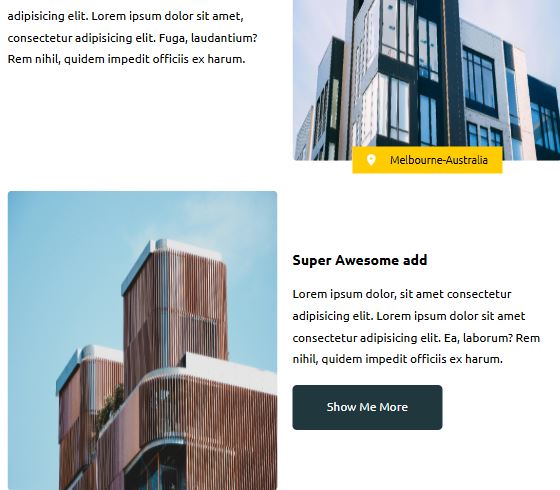 adipisicing elit. Lorem ipsum dolor sit amet,
consectetur adipisicing elit. Fuga, laudantium?
Rem nihil, quidem impedit officiis ex harum.
Melbourne-Australia
Super Awesome add
Lorem ipsum dolor, sit amet consectetur
adipisicing elit. Lorem ipsum dolor sit amet
consectetur adipisicing elit. Ea, laborum? Rem
nihil, quidem impedit officiis ex harum.
Show Me More